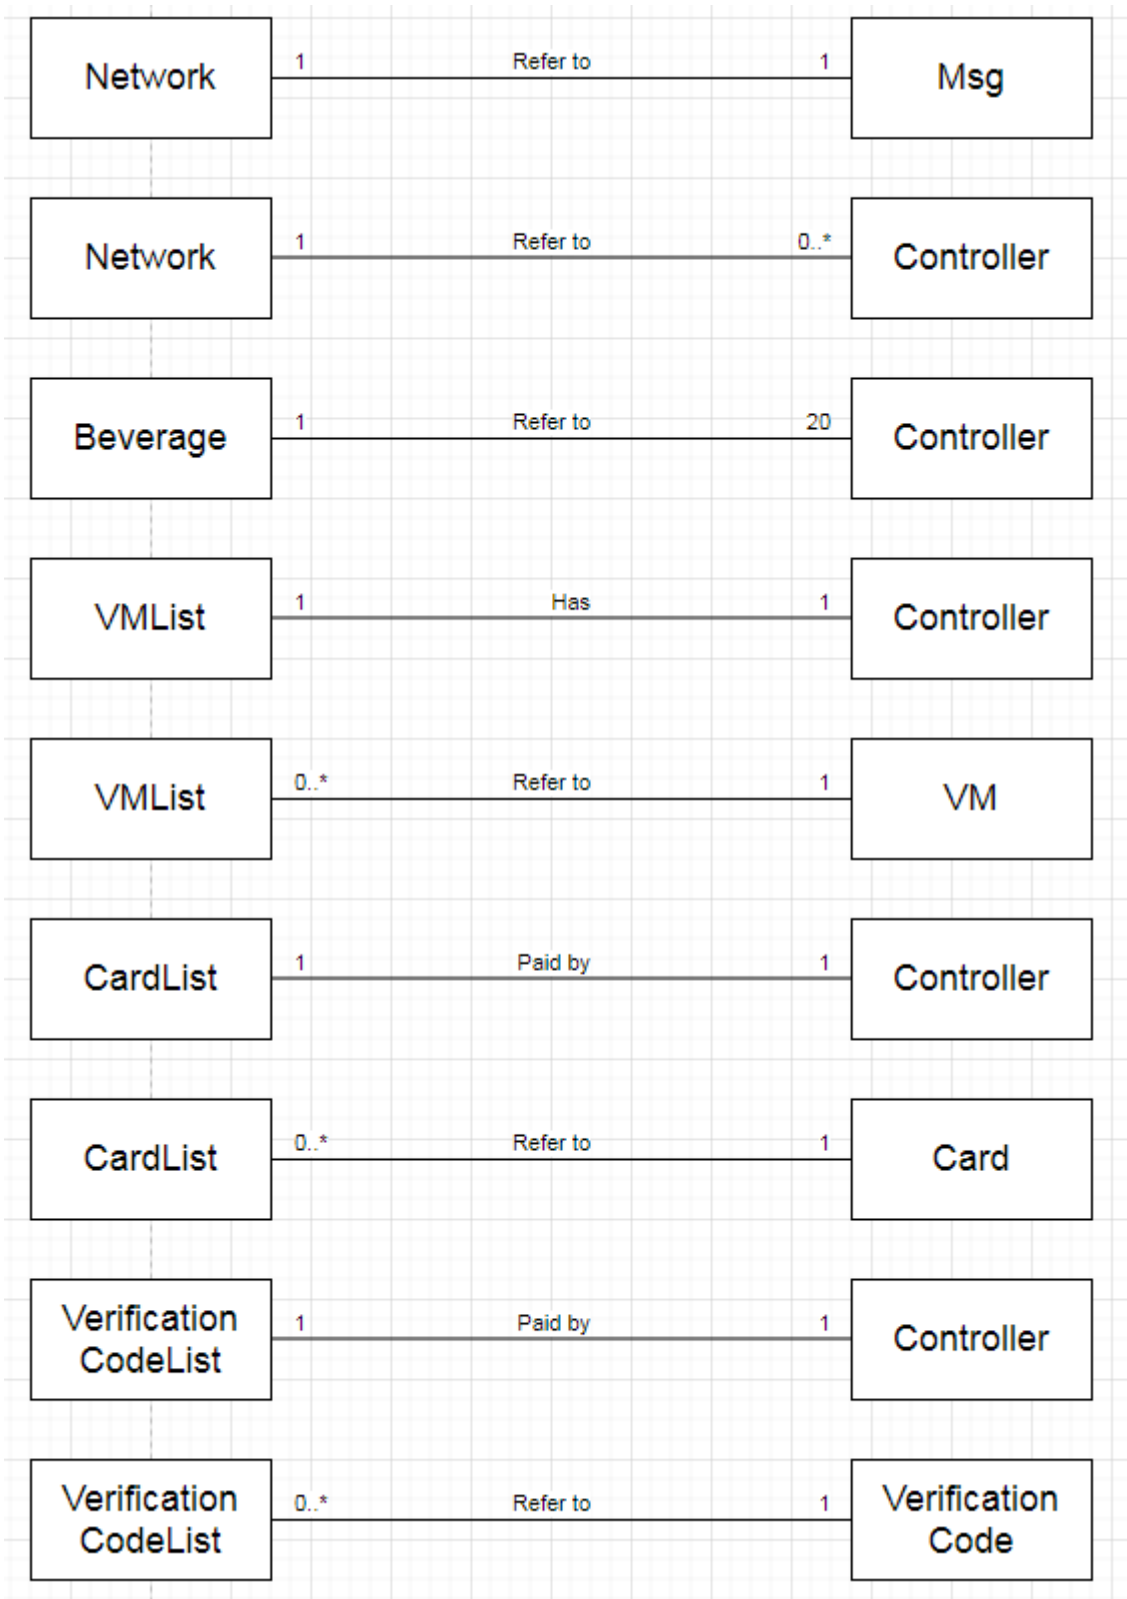 Network 1 Refer to 1 Msg
Network 1 Refer to 0..* Controller
Beverage 1 Refer to 20 Controller
VMList 1 Has 1 Controller
VMList 0..* Refer to 1 VM
CardList 1 Paid by 1 Controller
CardList 0..* Refer to 1 Card
Verification
CodeList
1 Paid by 1 Controller
Verification
CodeList
0..* Refer to 1
Verification
Code